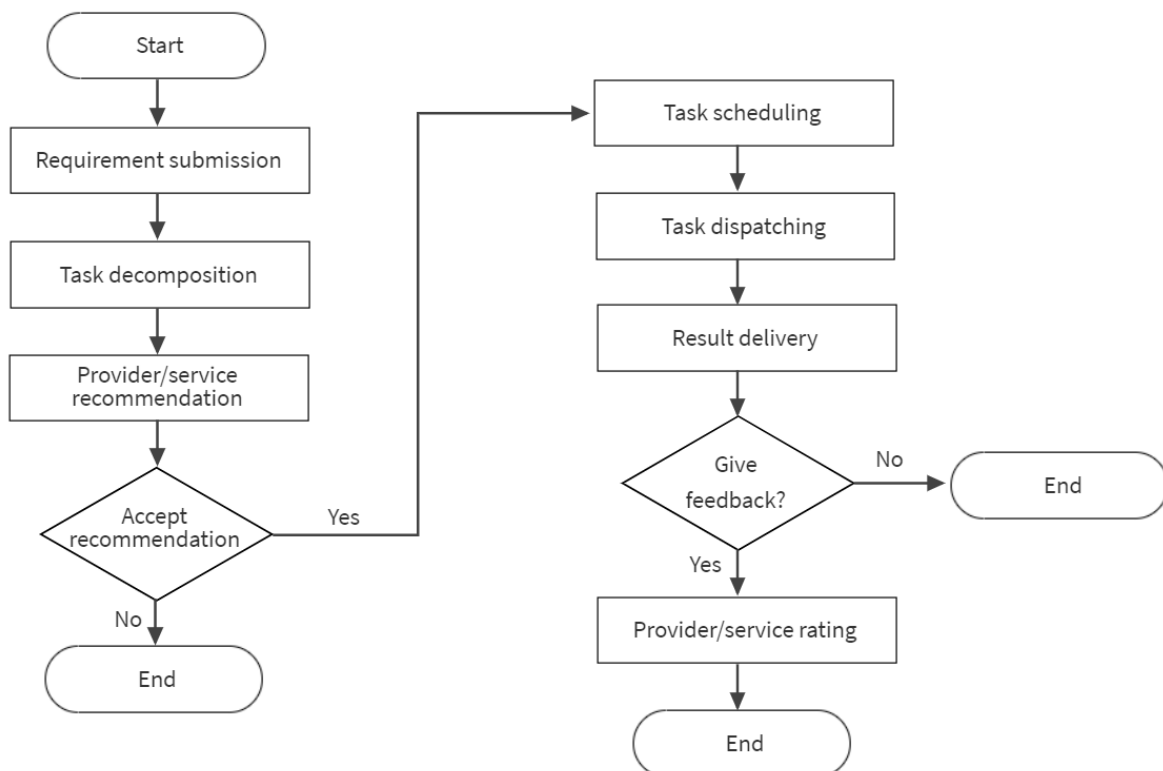 Start
Requirement submission
Task decomposition
Provider/service
recommendation
Accept
recommendation
Yes
No
End
Task scheduling
Task dispatching
Result delivery
Give
feedback?
No
End
Yes
Provider/service rating
End